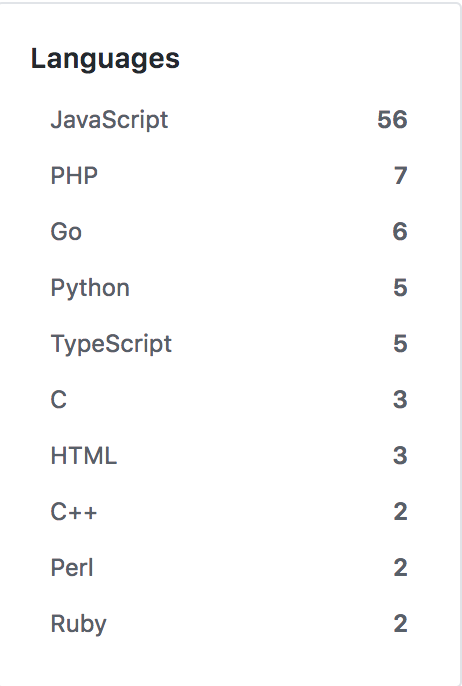 Languages
JavaScript 56
PHP 7
Go 6
Python 5
TypeScript 5
C 3
HTML 3
C++ 2
Perl 2
Ruby 2